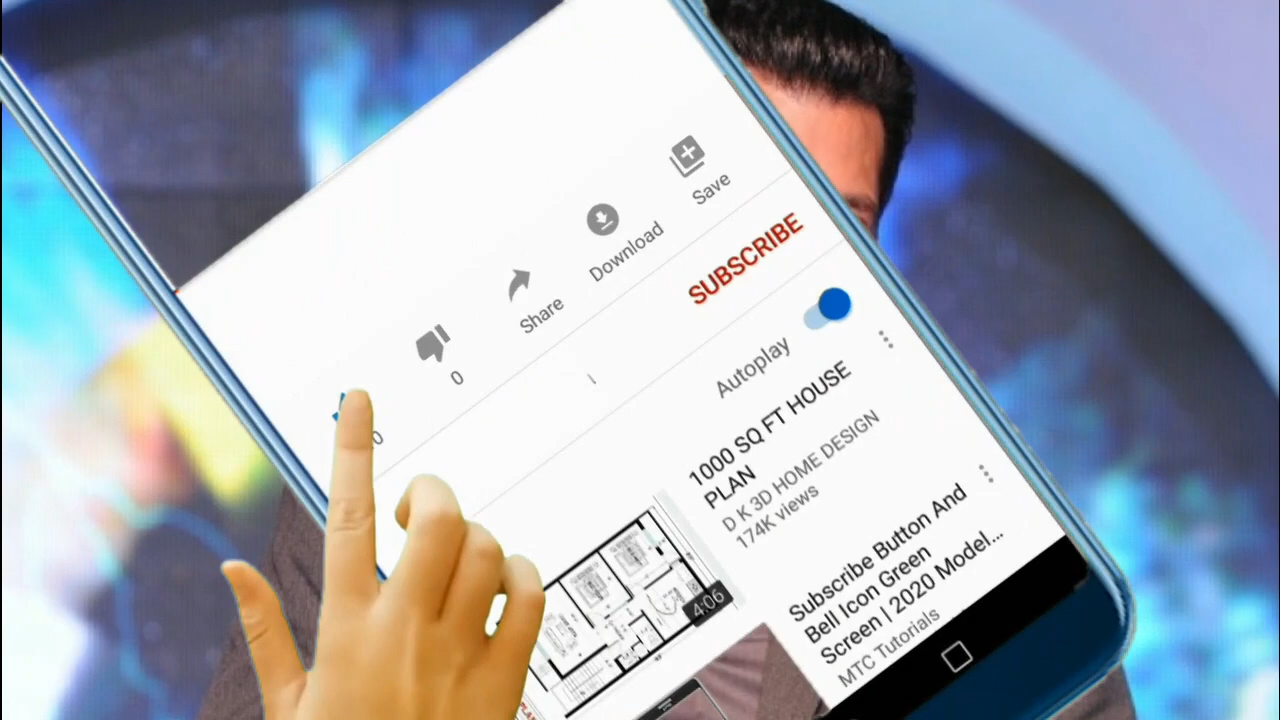 0
0
Share
Download
Save
SUBSCRIBE
Autoplay
1000 SQ FT HOUSE
PLAN
D K 3D HOME DESIGN
174K views
4:06
Subscribe Button And
Bell Icon Green
Screen | 2020 Model...
MTC Tutorials